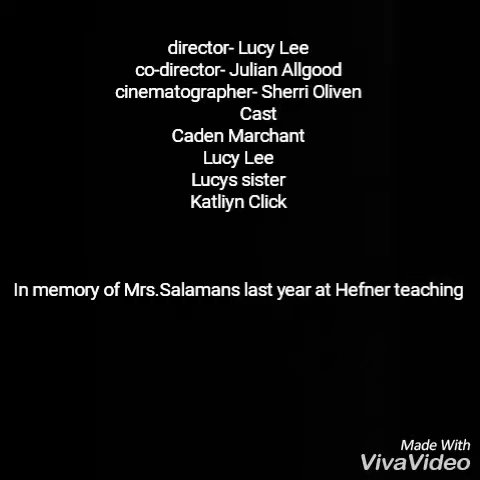 director- Lucy Lee
co-director- Julian Allgood
cinematographer- Sherri Oliven
Cast
Caden Marchant
Lucy Lee
Lucys sister
Katliyn Click
In memory of Mrs.Salamans last year at Hefner teaching
Made With
VivaVideo